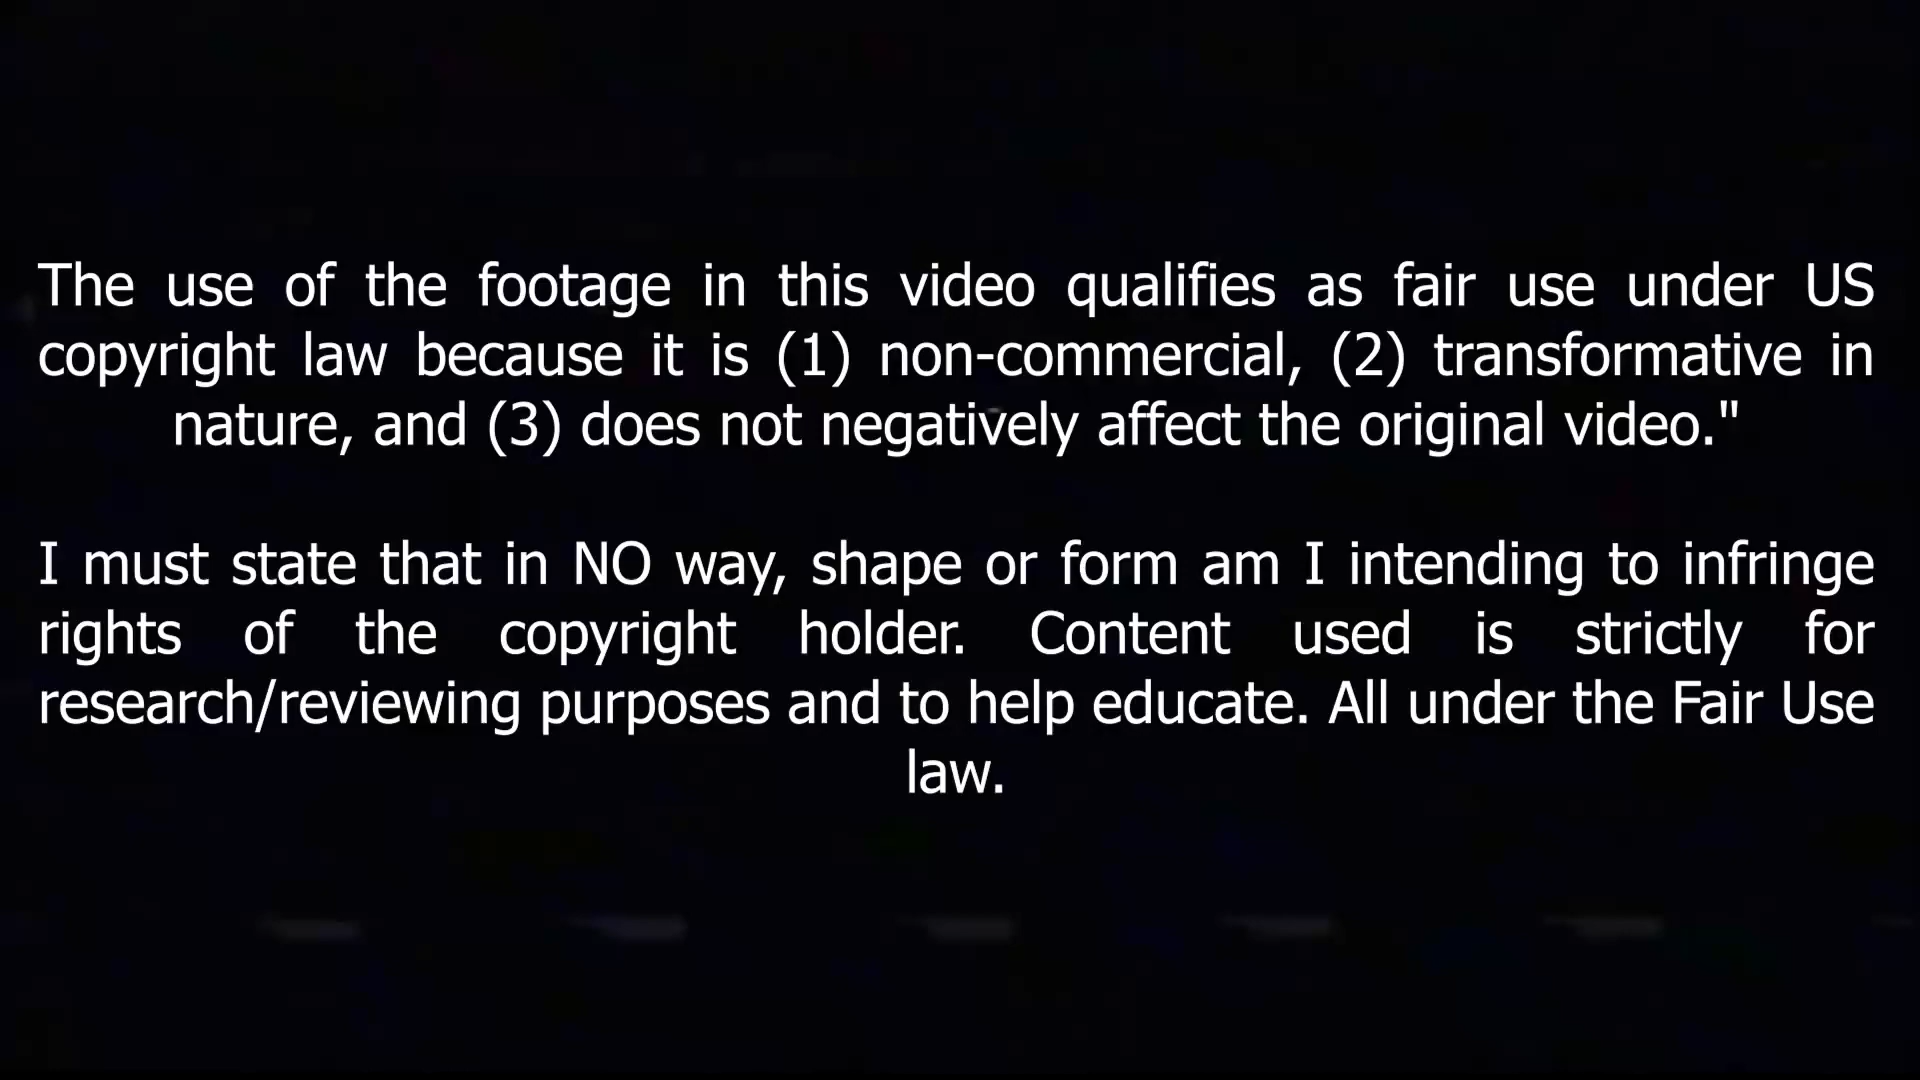 The use of the footage in this video qualifies as fair use under US
copyright law because it is (1) non-commercial, (2) transformative in
nature, and (3) does not negatively affect the original video."
I must state that in NO way, shape or form am I intending to infringe
rights of the copyright holder. Content used is strictly for
research/reviewing purposes and to help educate. All under the Fair Use
law.